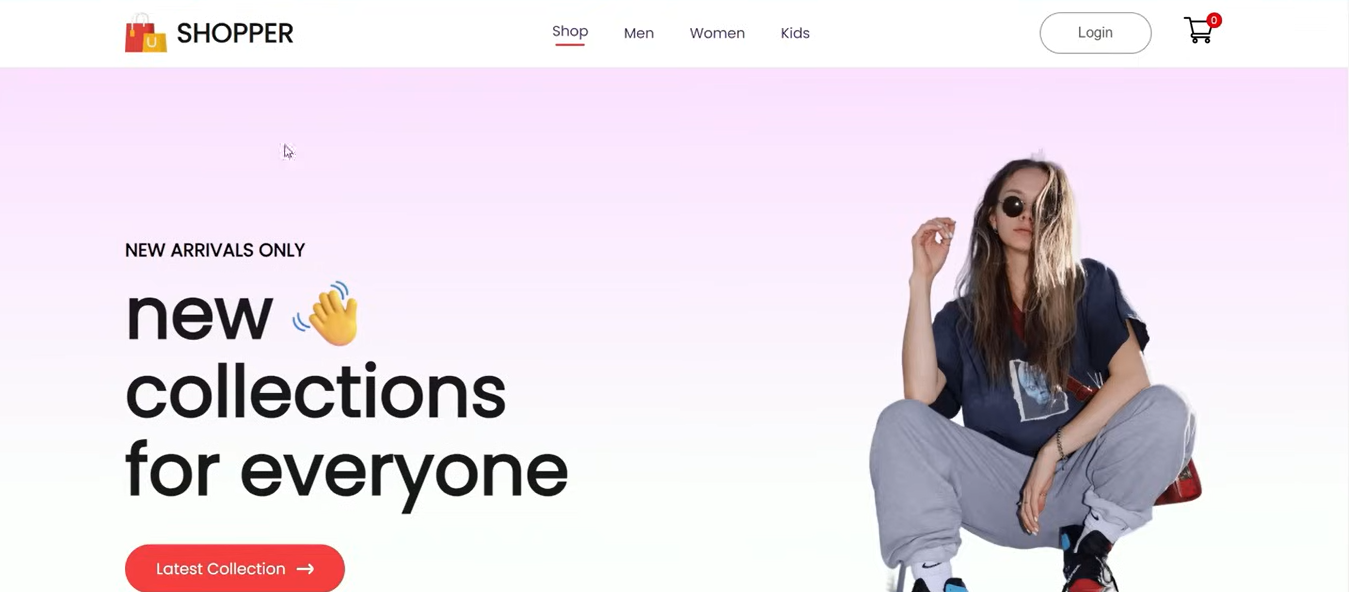 SHOPPER
Shop
Men
Women
Kids
Login
0
NEW ARRIVALS ONLY
new
collections
for everyone
Latest Collection